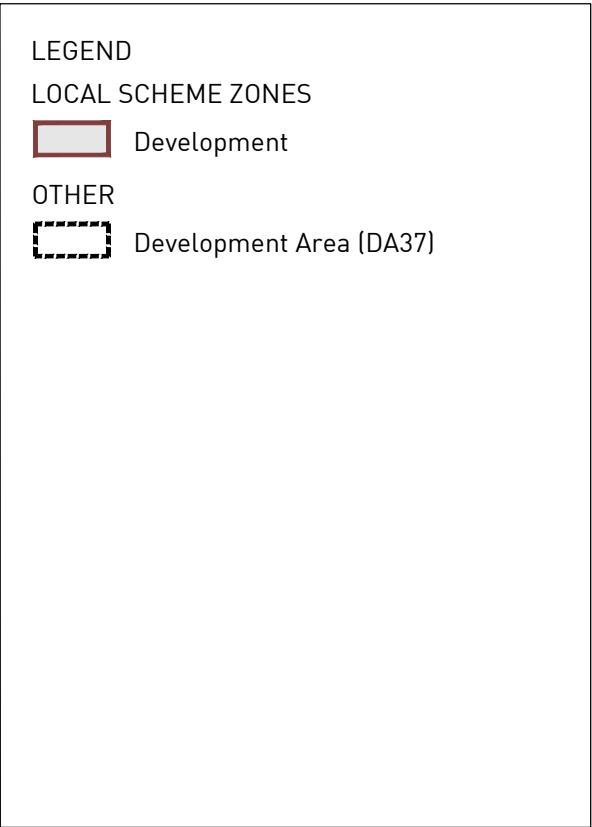 LEGEND
LOCAL SCHEME ZONES
Development
OTHER
Development Area (DA37)